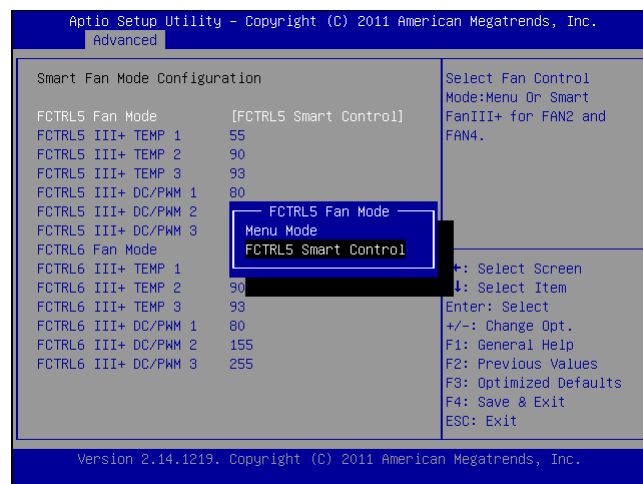 Aptio Setup Utility – Copyright (C) 2011 American Megatrends, Inc.
Advanced
Smart Fan Mode Configuration
FCTRL5 Fan Mode [FCTRL5 Smart Control]
FCTRL5 III+ TEMP 1 55
FCTRL5 III+ TEMP 2 90
FCTRL5 III+ TEMP 3 93
FCTRL5 III+ DC/PWM 1 80
FCTRL5 III+ DC/PWM 2
FCTRL5 III+ DC/PWM 3
FCTRL6 Fan Mode
FCTRL6 III+ TEMP 1
FCTRL6 III+ TEMP 2 90
FCTRL6 III+ TEMP 3 93
FCTRL6 III+ DC/PWM 1 80
FCTRL6 III+ DC/PWM 2 155
FCTRL6 III+ DC/PWM 3 255
FCTRL5 Fan Mode
Menu Mode
FCTRL5 Smart Control
Select Fan Control
Mode:Menu Or Smart
FanIII+ for FAN2 and
FAN4.
←: Select Screen
↓: Select Item
Enter: Select
+/-: Change Opt.
F1: General Help
F2: Previous Values
F3: Optimized Defaults
F4: Save & Exit
ESC: Exit
Version 2.14.1219. Copyright (C) 2011 American Megatrends, Inc.